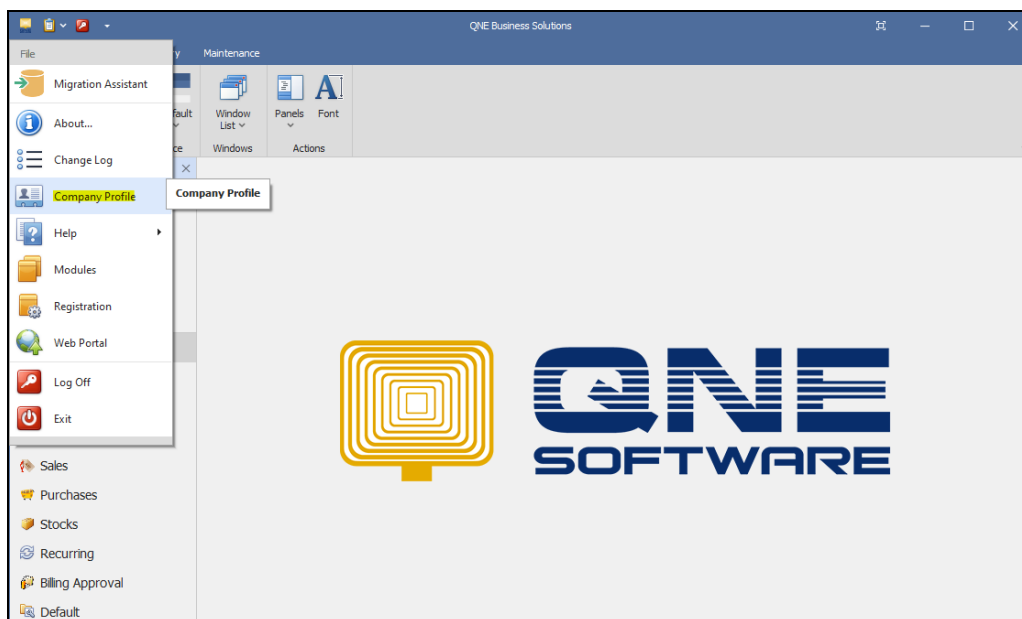 QNE Business Solutions
File
y
Maintenance
Migration Assistant
About...
Change Log
Company Profile
Help
Modules
Registration
Web Portal
Log Off
Exit
fault
Window
List
Panels
Font
ce
Windows
Actions
Company Profile
QNE
SOFTWARE
Sales
Purchases
Stocks
Recurring
Billing Approval
Default